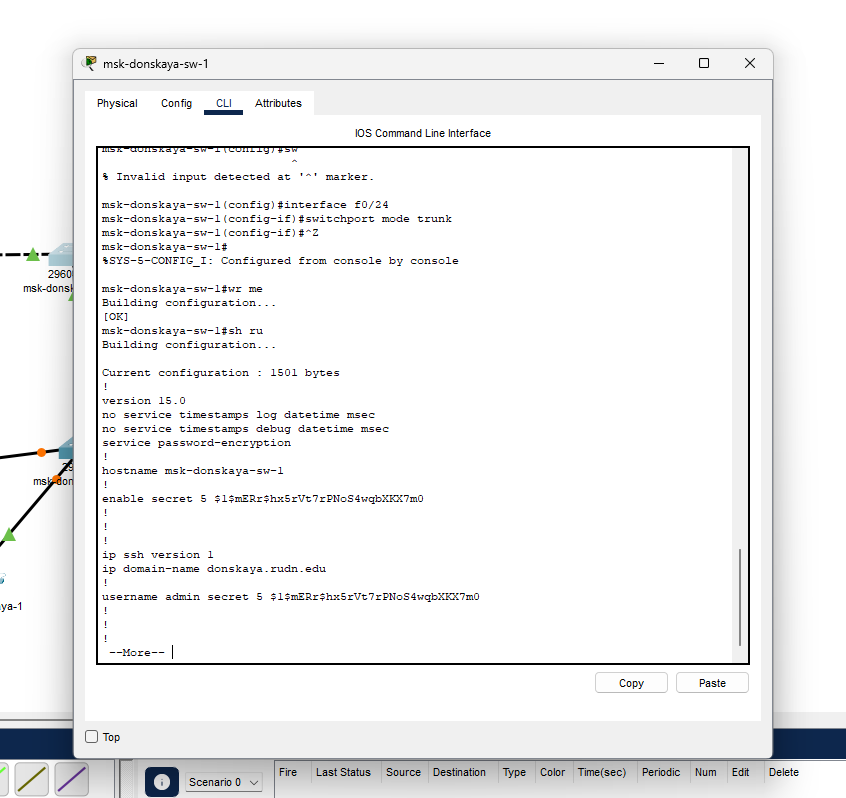 msk-donskaya-sw-1
Physical
Config
CLI
Attributes
IOS Command Line Interface
msk-donskaya-sw-1(config)#sw
^
% Invalid input detected at '^' marker.
msk-donskaya-sw-1(config)#interface f0/24
msk-donskaya-sw-1(config-if)#switchport mode trunk
msk-donskaya-sw-1(config-if)#^Z
msk-donskaya-sw-1#
%SYS-5-CONFIG_I: Configured from console by console
msk-donskaya-sw-1#wr me
Building configuration...
[OK]
msk-donskaya-sw-1#sh ru
Building configuration...
Current configuration : 1501 bytes
!
version 15.0
no service timestamps log datetime msec
no service timestamps debug datetime msec
service password-encryption
!
hostname msk-donskaya-sw-1
!
enable secret 5 $1$mERr$hx5rVt7rPNoS4wqbXKX7m0
!
!
!
ip ssh version 1
ip domain-name donskaya.rudn.edu
!
username admin secret 5 $1$mERr$hx5rVt7rPNoS4wqbXKX7m0
!
!
!
--More--
Copy
Paste
Top
2960
msk-donsk
29
msk-don
ya-1
Scenario 0
Fire
Last Status
Source
Destination
Type
Color
Time(sec)
Periodic
Num
Edit
Delete